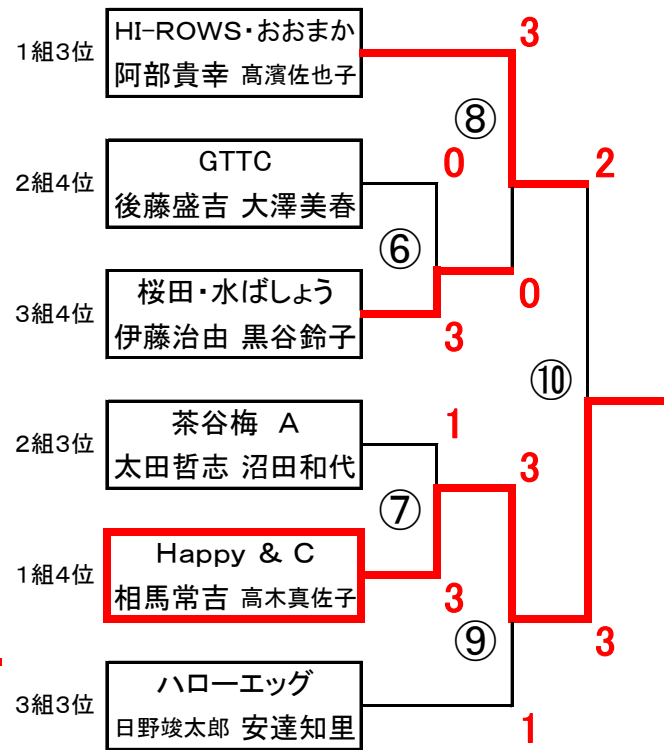 1組3位
HI-ROWS・おおまか
阿部貴幸 髙濱佐也子
3
⑧
2組4位
GTTC
後藤盛吉 大澤美春
0
2
⑥
3組4位
桜田・水ばしょう
伊藤治由 黒谷鈴子
3
0
⑩
2組3位
茶谷梅 A
太田哲志 沼田和代
1
3
⑦
1組4位
Happy & C
相馬常吉 高木真佐子
3
⑨
3
3組3位
ハローエッグ
日野竣太郎 安達知里
1